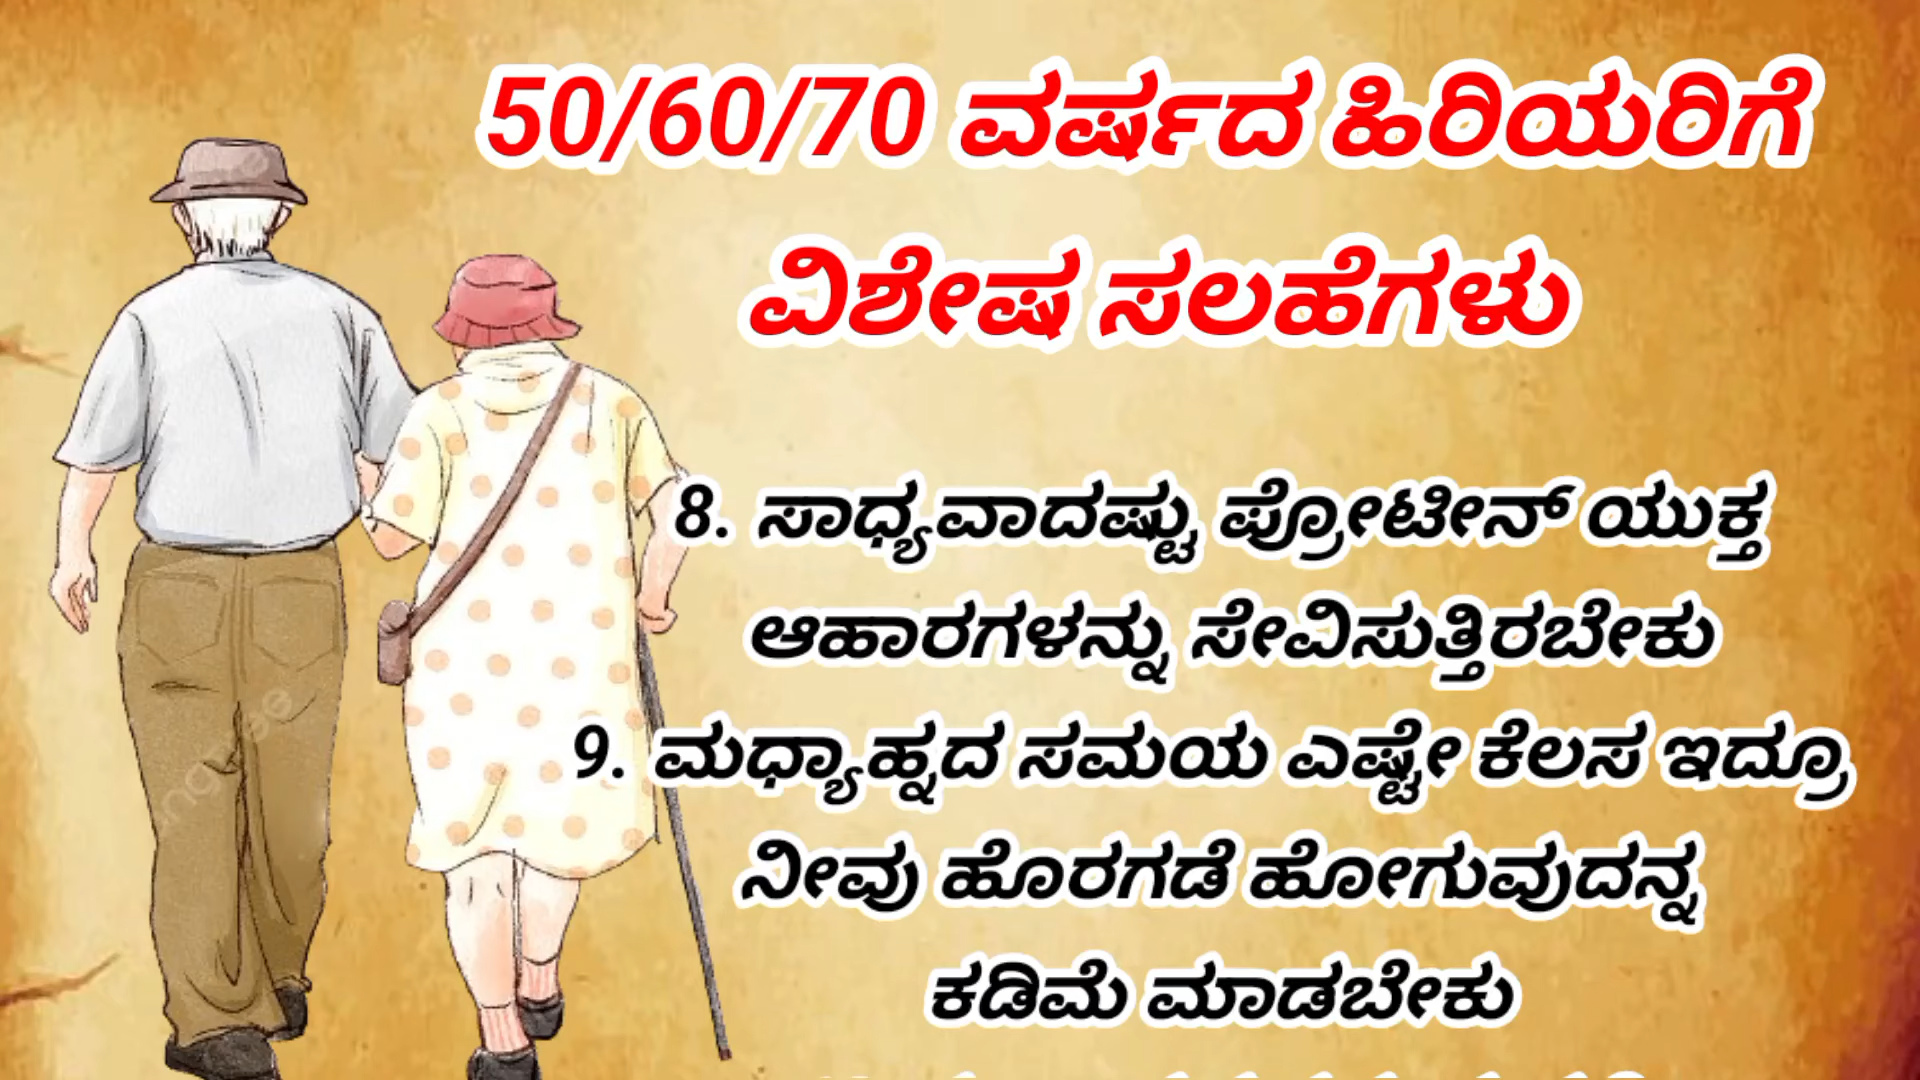 50/60/70 ವರ್ಷದ ಹಿರಿಯರಿಗೆ
ವಿಶೇಷ ಸಲಹೆಗಳು
8. ಸಾಧ್ಯವಾದಷ್ಟು ಪ್ರೋಟೀನ್ ಯುಕ್ತ
ಆಹಾರಗಳನ್ನು ಸೇವಿಸುತ್ತಿರಬೇಕು
9. ಮಧ್ಯಾಹ್ನದ ಸಮಯ ಎಷ್ಟೇ ಕೆಲಸ ಇದ್ರೂ
ನೀವು ಹೊರಗಡೆ ಹೋಗುವುದನ್ನ
ಕಡಿಮೆ ಮಾಡಬೇಕು